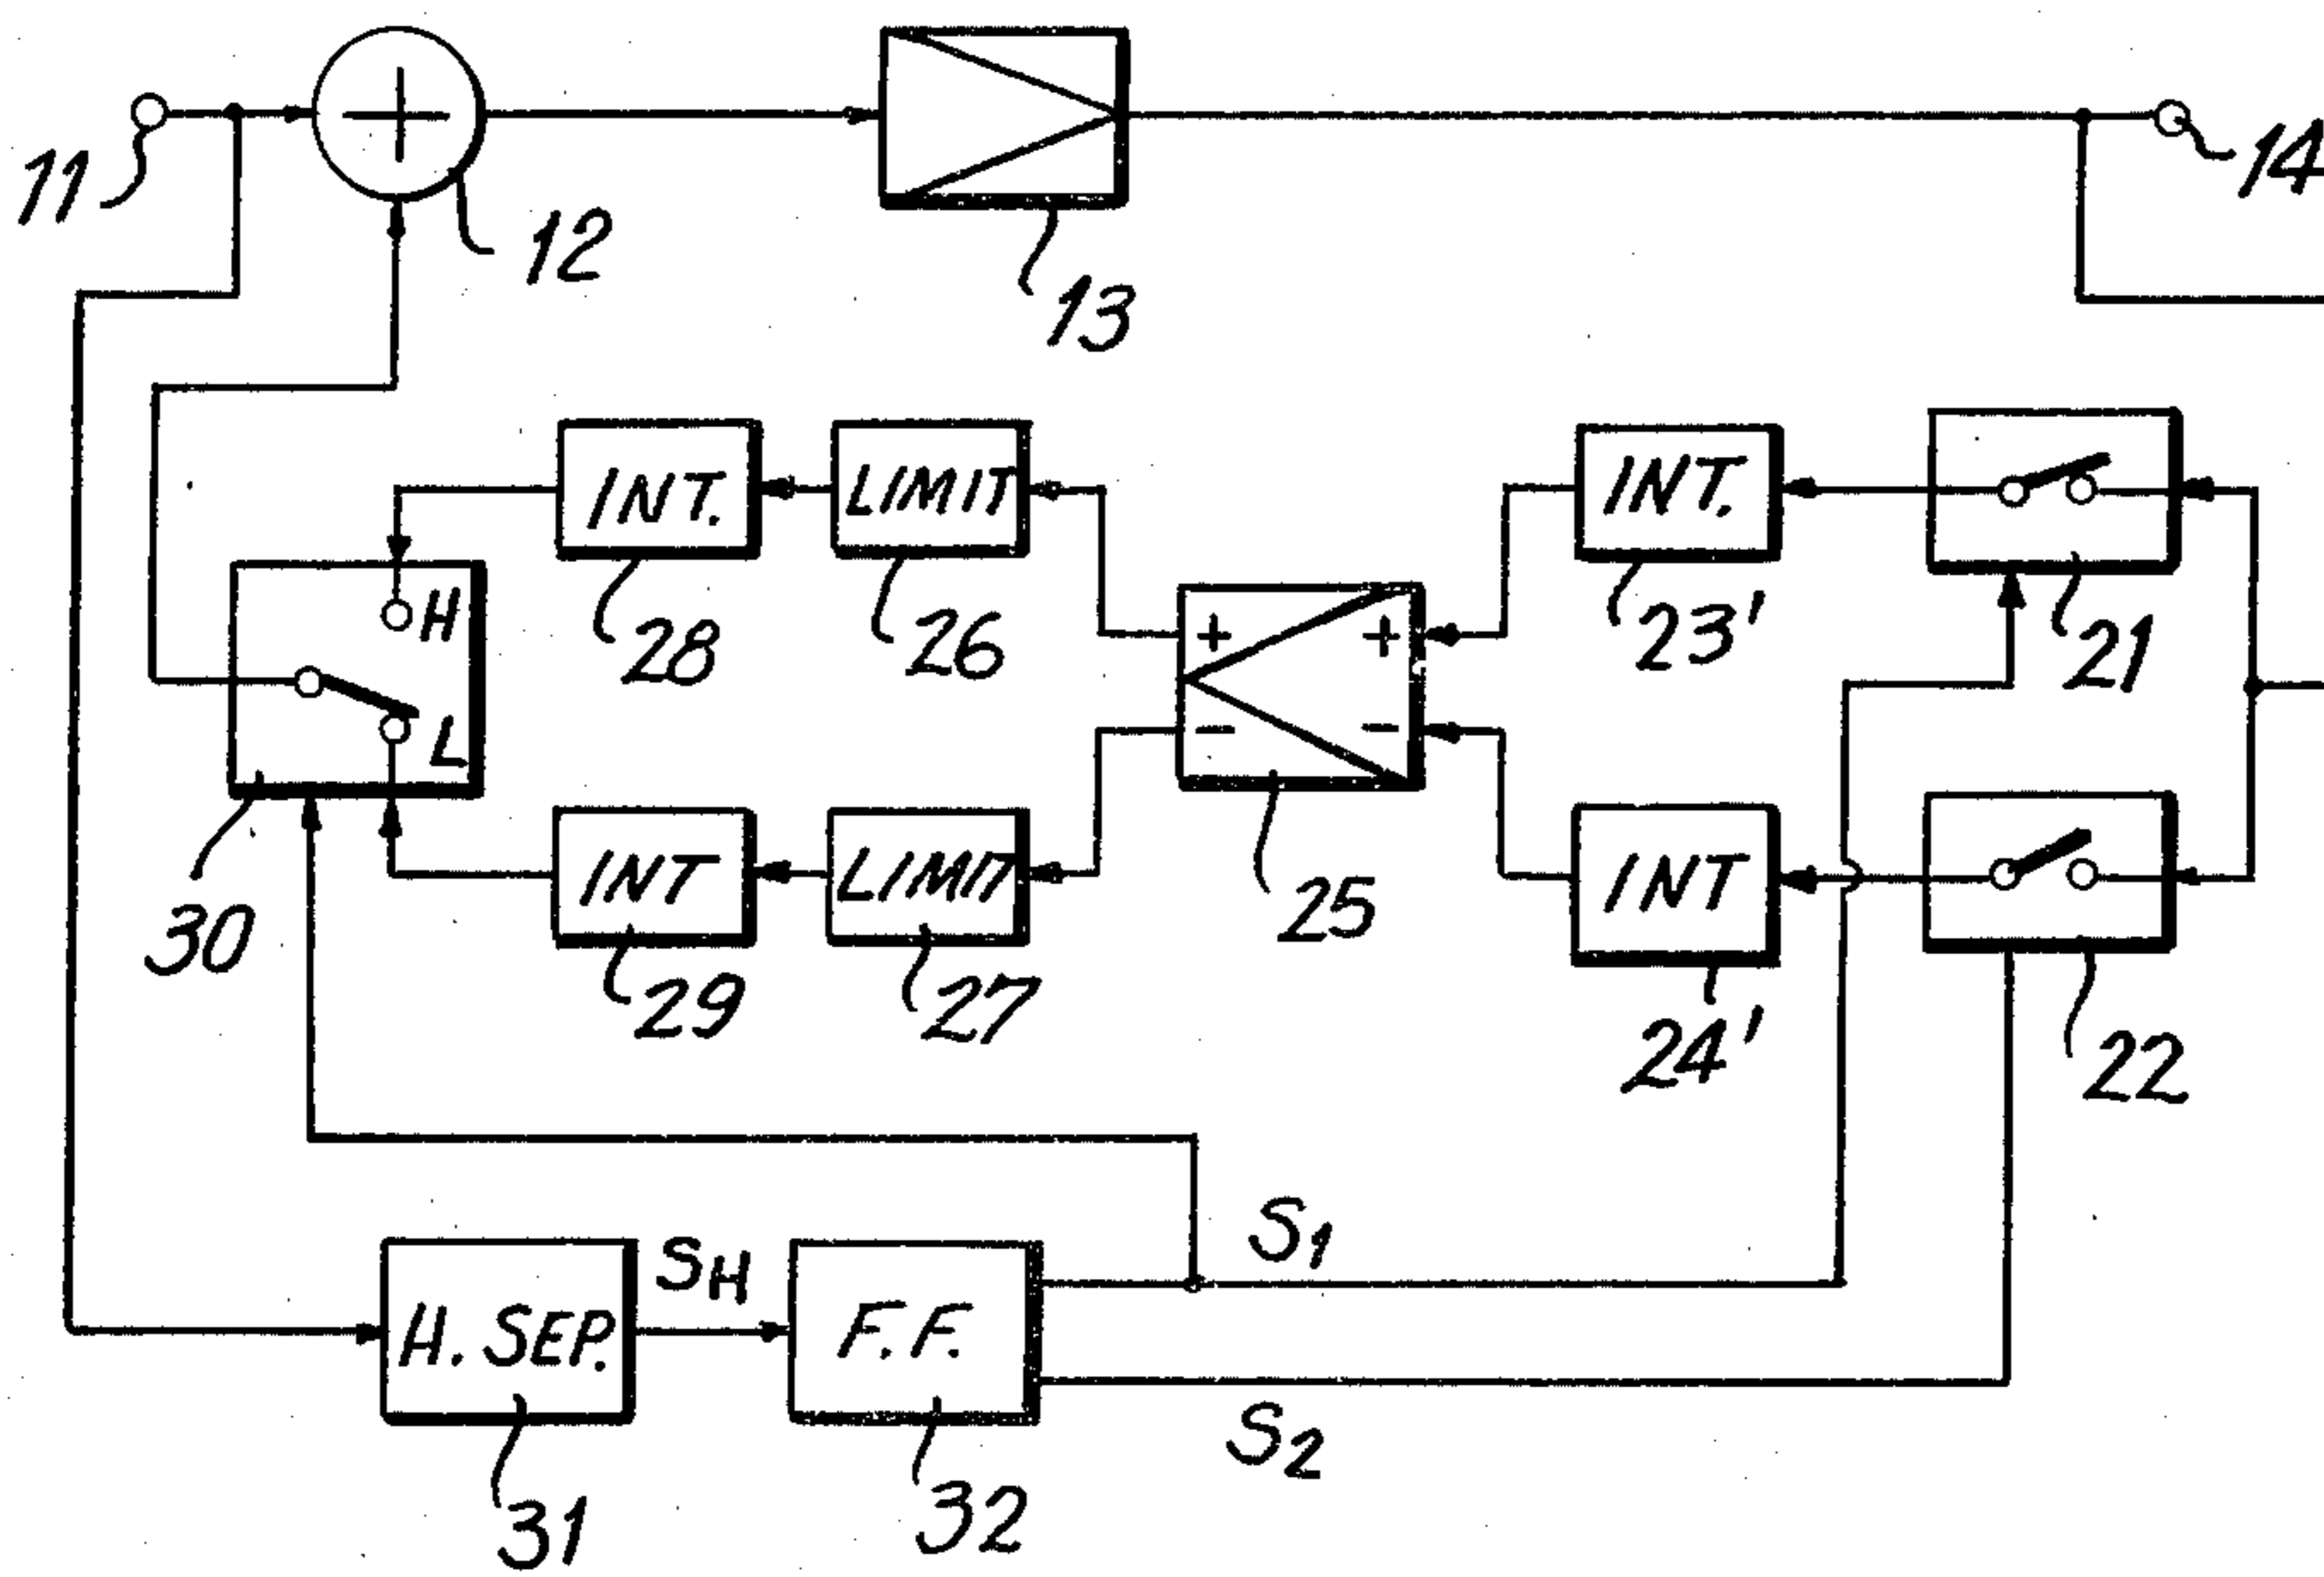 11
12
13
14
INT.
LIMIT
INT.
H
28
26
+
+
23'
21
L
-
-
INT
LIMIT
INT
30
25
29
27
24'
22
S1
SH
H. SEP.
F.F.
S2
31
32